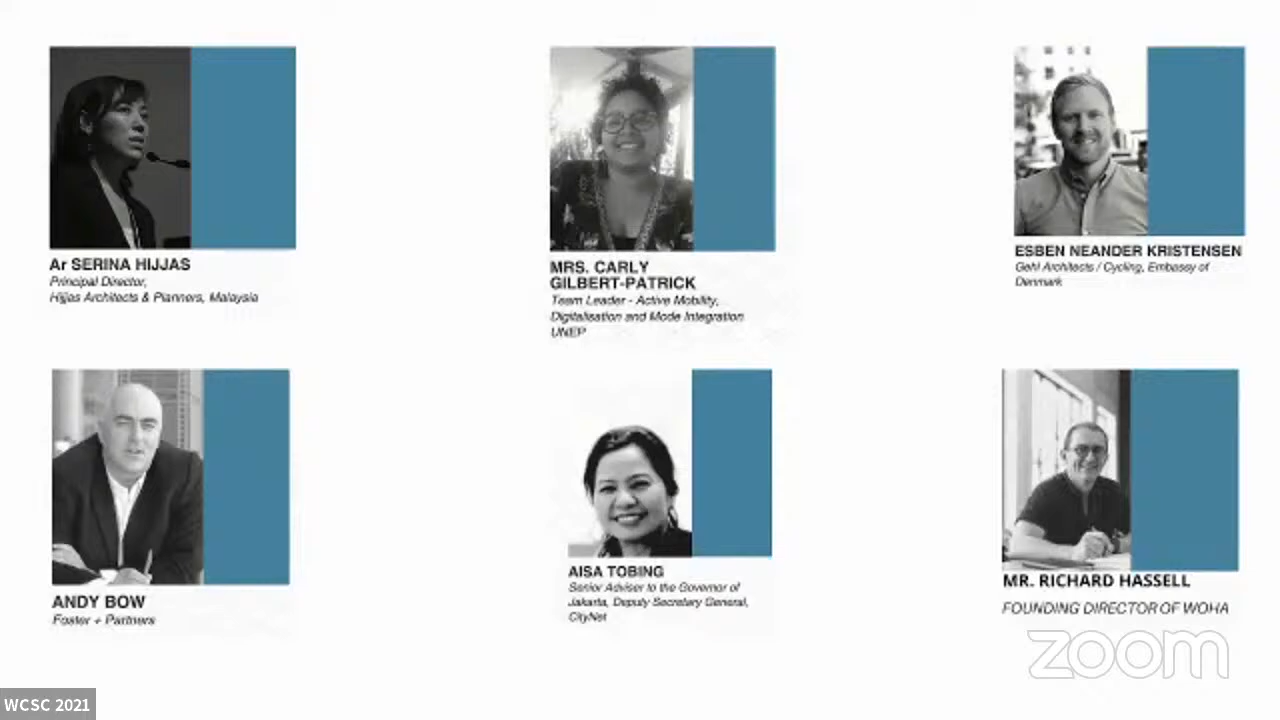 Ar SERINA HIJJAS
Principal Director,
Hijjas Architects & Planners, Malaysia
MRS. CARLY
GILBERT-PATRICK
Team Leader - Active Mobility,
Digitalisation and Mode Integration
UNEP
ESBEN NEANDER KRISTENSEN
Gehl Architects / Cycling, Embassy of
Denmark
ANDY BOW
Foster + Partners
AISA TOBING
Senior Adviser to the Governor of
Jakarta, Deputy Secretary General,
CityNet
MR. RICHARD HASSELL
FOUNDING DIRECTOR OF WOHA
zoom
WCSC 2021